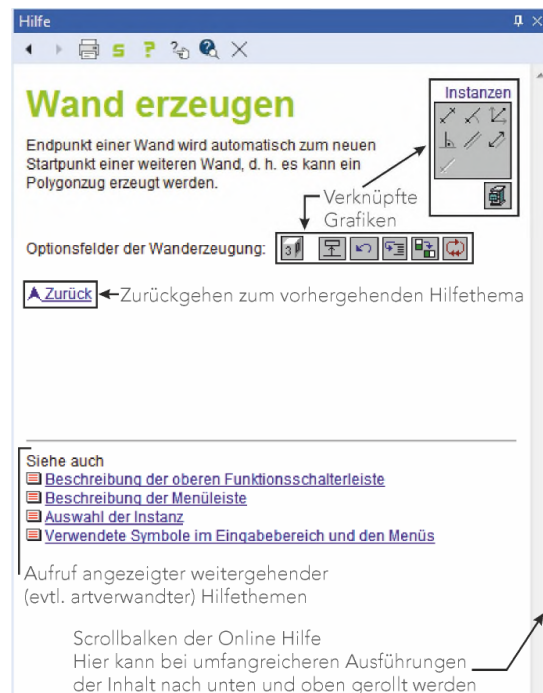 Hilfe
Wand erzeugen
Instanzen
Endpunkt einer Wand wird automatisch zum neuen
Startpunkt einer weiteren Wand, d. h. es kann ein
Polygonzug erzeugt werden.
Verknüpfte
Grafiken
Optionsfelder der Wanderzeugung:
Zurück
Zurückgehen zum vorhergehenden Hilfethema
Siehe auch
Beschreibung der oberen Funktionsschalterleiste
Beschreibung der Menüleiste
Auswahl der Instanz
Verwendete Symbole im Eingabebereich und den Menüs
Aufruf angezeigter weitergehender
(evtl. artverwandter) Hilfethemen
Scrollbalken der Online Hilfe
Hier kann bei umfangreicheren Ausführungen
der Inhalt nach unten und oben gerollt werden